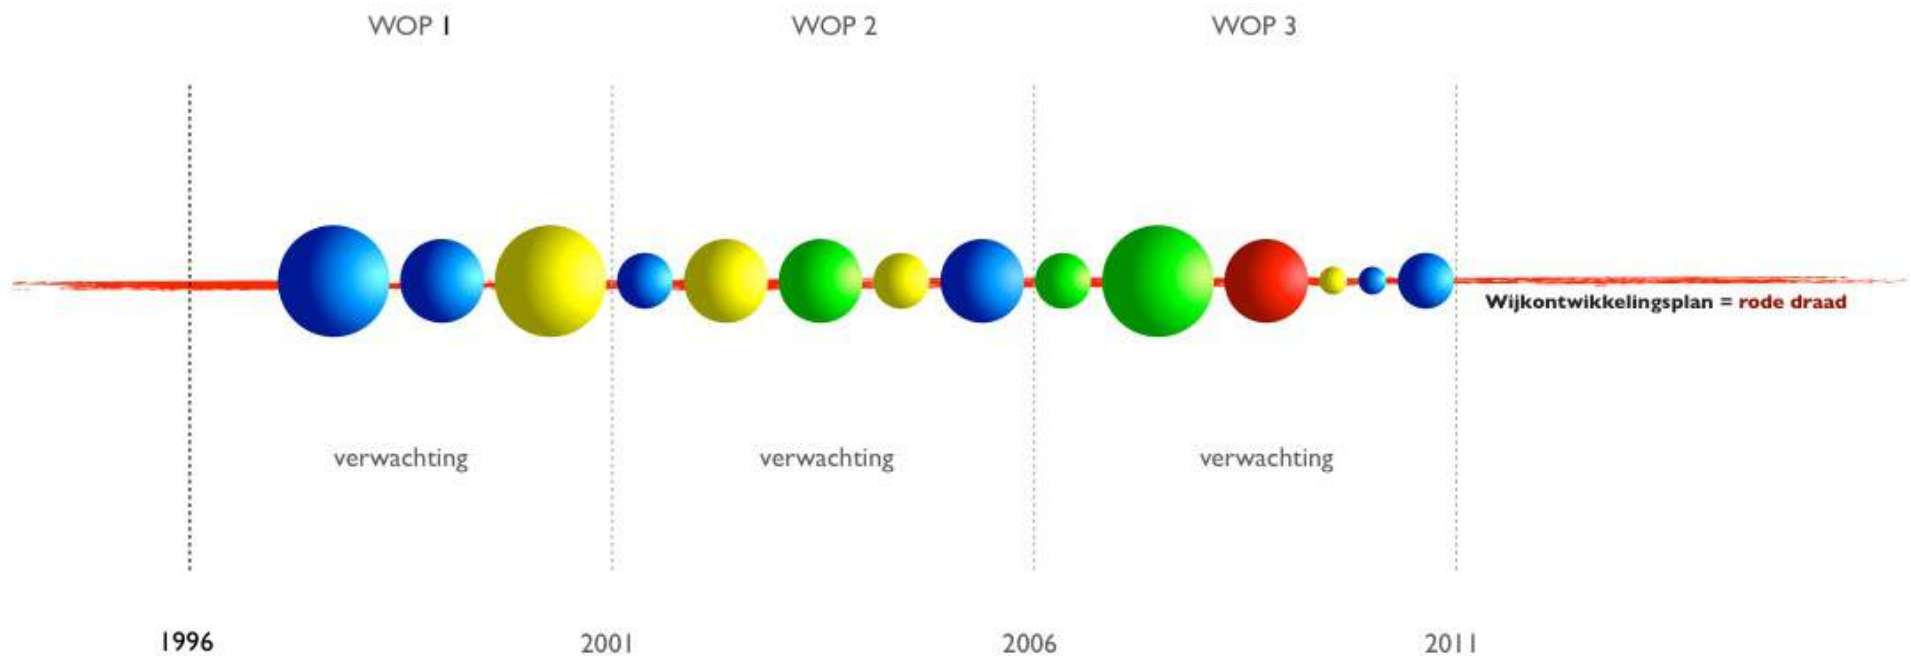 WOP 1
WOP 2
WOP 3
Wijkontwikkelingsplan = rode draad
verwachting
verwachting
verwachting
1996
2001
2006
2011